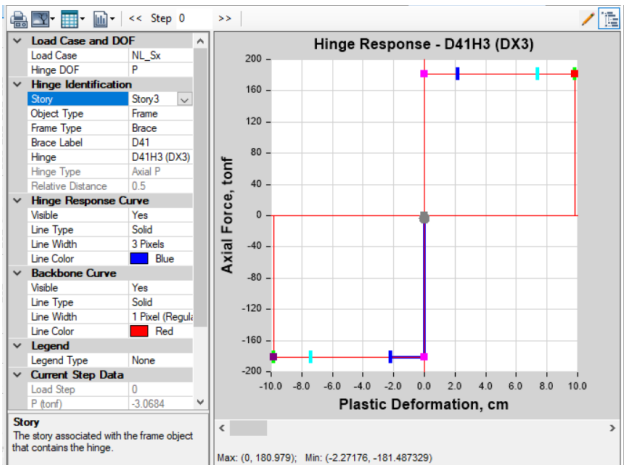 << Step 0 >>
Load Case and DOF
Load Case NL_Sx
Hinge DOF P
Hinge Identification
Story Story3
Object Type Frame
Frame Type Brace
Brace Label D41
Hinge D41H3 (DX3)
Hinge Type Axial P
Relative Distance 0.5
Hinge Response Curve
Visible Yes
Line Type Solid
Line Width 3 Pixels
Line Color Blue
Backbone Curve
Visible Yes
Line Type Solid
Line Width 1 Pixel (Regula
Line Color Red
Legend
Legend Type None
Current Step Data
Load Step 0
P (tonf) -3.0684
Story
The story associated with the frame object
that contains the hinge.
Hinge Response - D41H3 (DX3)
200
160
120
80
40
0
-40
-80
-120
-160
-200
Axial Force, tonf
-10.0 -8.0 -6.0 -4.0 -2.0 0.0 2.0 4.0 6.0 8.0 10.0
Plastic Deformation, cm
Max: (0, 180.979); Min: (-2.27176, -181.487329)